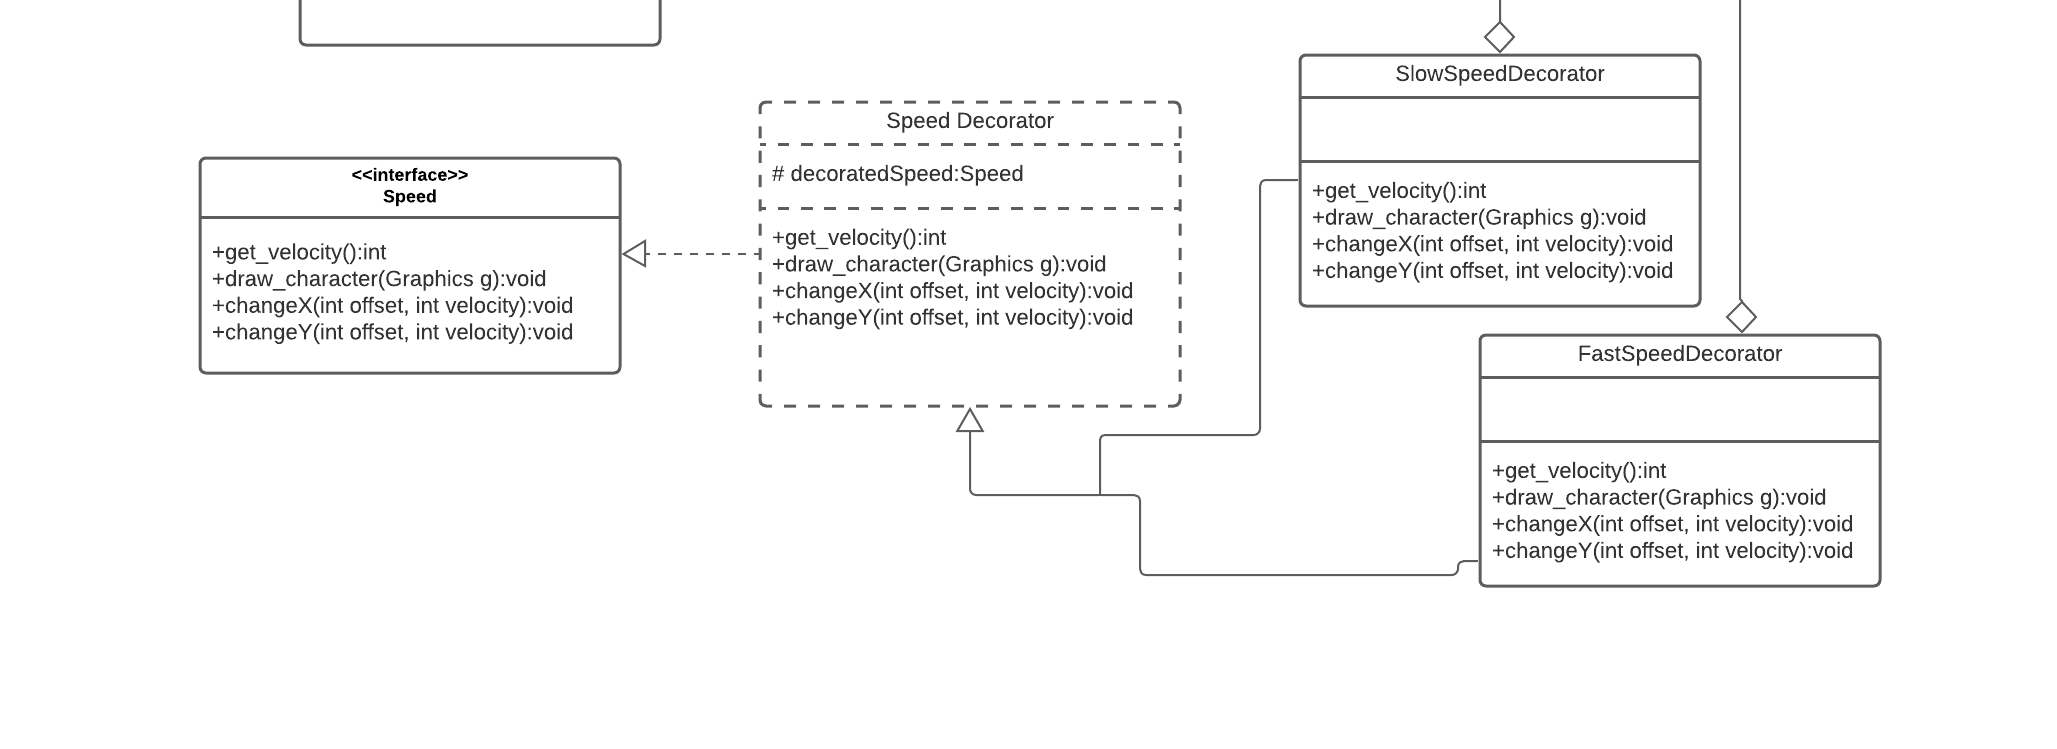 <<interface>>
Speed
+get_velocity():int
+draw_character(Graphics g):void
+changeX(int offset, int velocity):void
+changeY(int offset, int velocity):void
Speed Decorator
# decoratedSpeed:Speed
+get_velocity():int
+draw_character(Graphics g):void
+changeX(int offset, int velocity):void
+changeY(int offset, int velocity):void
SlowSpeedDecorator
+get_velocity():int
+draw_character(Graphics g):void
+changeX(int offset, int velocity):void
+changeY(int offset, int velocity):void
FastSpeedDecorator
+get_velocity():int
+draw_character(Graphics g):void
+changeX(int offset, int velocity):void
+changeY(int offset, int velocity):void